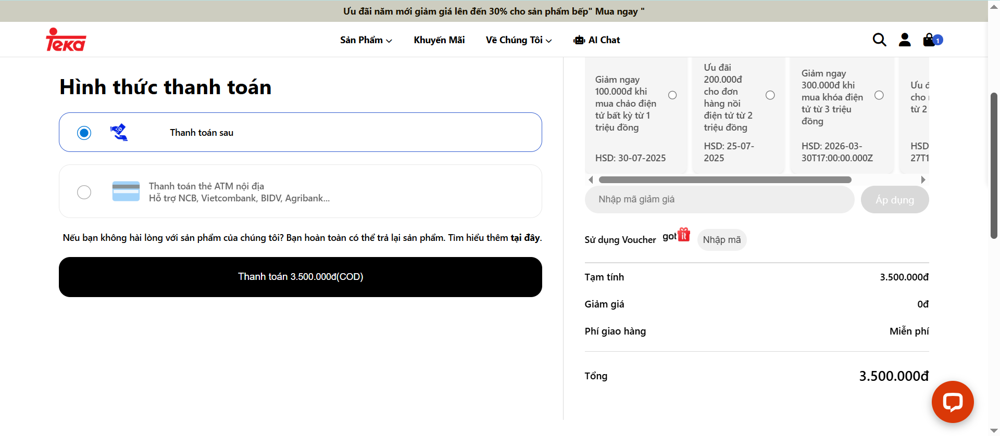 Ưu đãi năm mới giảm giá lên đến 30% cho sản phẩm bếp" Mua ngay "
Teka
Sản Phẩm
Khuyến Mãi
Về Chúng Tôi
AI Chat
1
Hình thức thanh toán
Thanh toán sau
Thanh toán thẻ ATM nội địa
Hỗ trợ NCB, Vietcombank, BIDV, Agribank...
Nếu bạn không hài lòng với sản phẩm của chúng tôi? Bạn hoàn toàn có thể trả lại sản phẩm. Tìm hiểu thêm tại đây.
Thanh toán 3.500.000đ(COD)
Giảm ngay
100.000đ khi
mua chảo điện
tử bất kỳ từ 1
triệu đồng
HSD: 30-07-2025
Ưu đãi
200.000đ
cho đơn
hàng nồi
điện tử từ 2
triệu đồng
HSD: 25-07-
2025
Giảm ngay
300.000đ khi
mua khóa điện
tử từ 3 triệu
đồng
HSD: 2026-03-
30T17:00:00.000Z
Ưu đ
cho
từ 2
HSD
27T1
Nhập mã giảm giá
Áp dụng
Sử dụng Voucher
got it
Nhập mã
Tạm tính
3.500.000đ
Giảm giá
0đ
Phí giao hàng
Miễn phí
Tổng
3.500.000đ